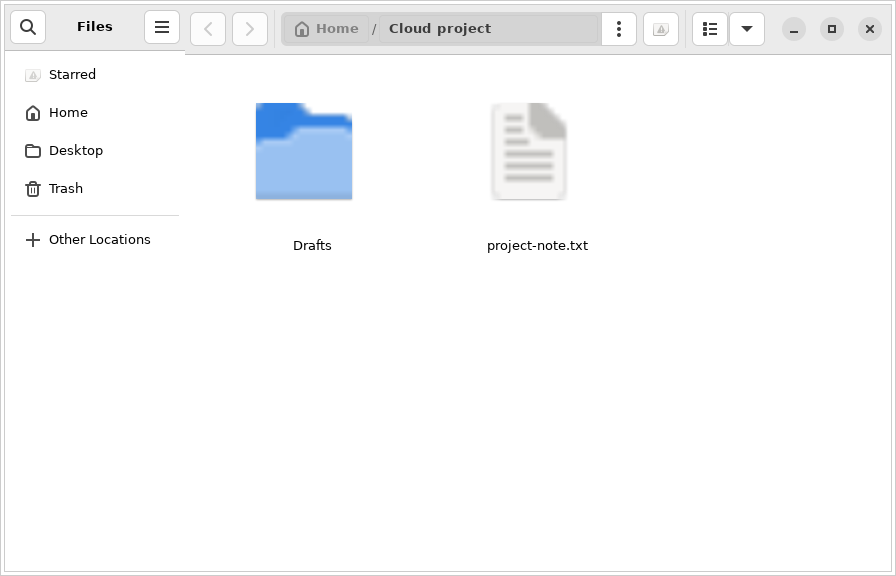 Files
Home / Cloud project
Starred
Home
Desktop
Trash
Other Locations
Drafts
project-note.txt